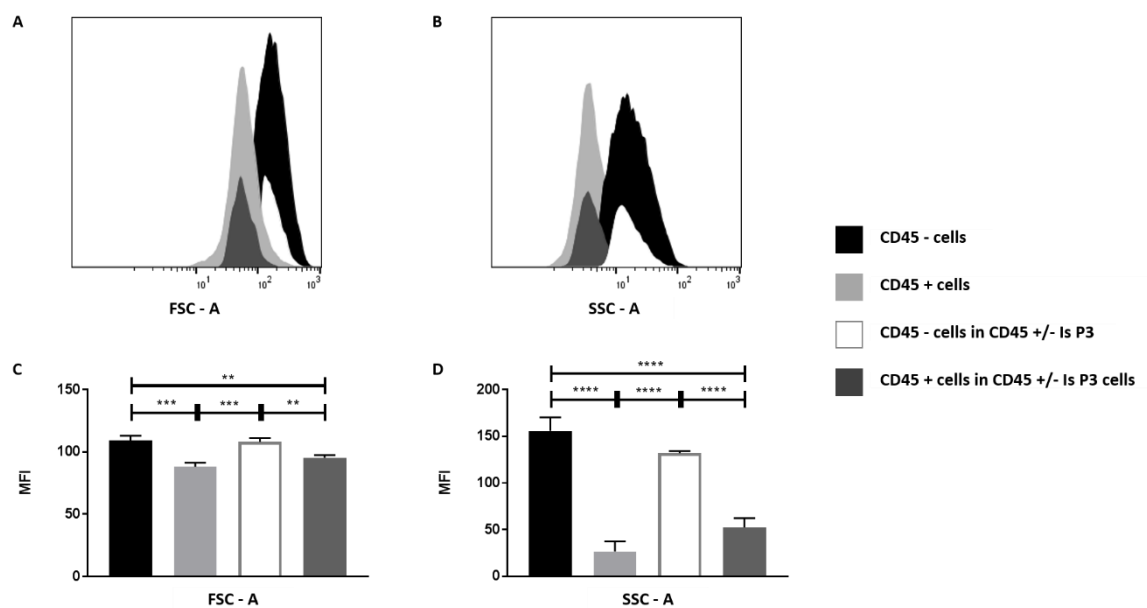 A
B
10¹ 10² 10³
10¹ 10² 10³
FSC - A
SSC - A
CD45 - cells
CD45 + cells
CD45 - cells in CD45 +/- Is P3
CD45 + cells in CD45 +/- Is P3 cells
C
**
*** *** **
150
100
50
0
MFI
FSC - A
D
****
**** **** ****
200
150
100
50
0
MFI
SSC - A